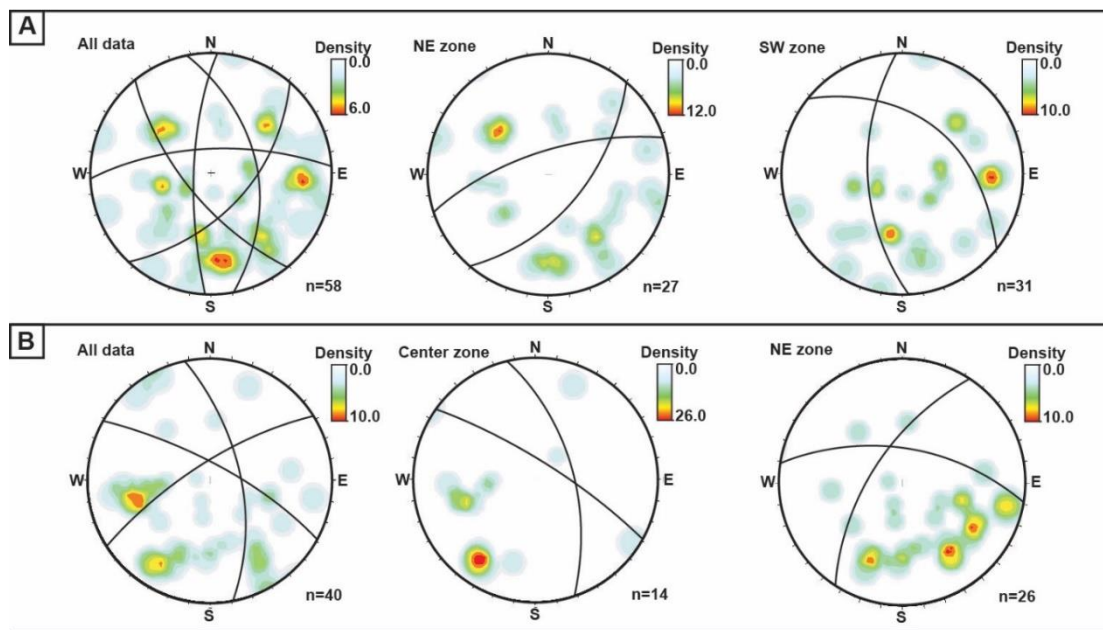 A
All data
N
Density
0.0
6.0
W
E
S
n=58
NE zone
N
Density
0.0
12.0
W
E
S
n=27
SW zone
N
Density
0.0
10.0
W
E
S
n=31
B
All data
N
Density
0.0
10.0
W
E
S
n=40
Center zone
N
Density
0.0
26.0
W
E
S
n=14
NE zone
N
Density
0.0
10.0
W
E
S
n=26